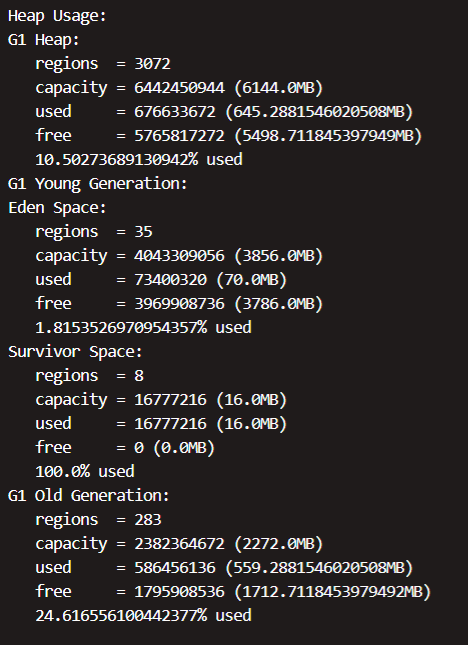 Heap Usage:
G1 Heap:
   regions  = 3072
   capacity = 6442450944 (6144.0MB)
   used     = 676633672 (645.2881546020508MB)
   free     = 5765817272 (5498.711845397949MB)
   10.50273689130942% used
G1 Young Generation:
Eden Space:
   regions  = 35
   capacity = 4043309056 (3856.0MB)
   used     = 73400320 (70.0MB)
   free     = 3969908736 (3786.0MB)
   1.8153526970954357% used
Survivor Space:
   regions  = 8
   capacity = 16777216 (16.0MB)
   used     = 16777216 (16.0MB)
   free     = 0 (0.0MB)
   100.0% used
G1 Old Generation:
   regions  = 283
   capacity = 2382364672 (2272.0MB)
   used     = 586456136 (559.2881546020508MB)
   free     = 1795908536 (1712.7118453979492MB)
   24.616556100442377% used